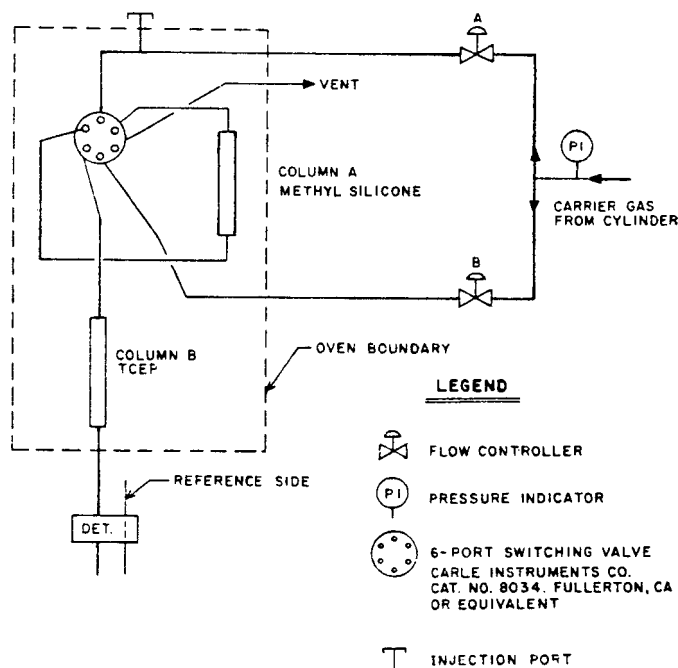 A
VENT
PI
COLUMN A
METHYL SILICONE
CARRIER GAS
FROM CYLINDER
B
COLUMN B
TCEP
OVEN BOUNDARY
LEGEND
FLOW CONTROLLER
REFERENCE SIDE
PI
PRESSURE INDICATOR
DET.
6-PORT SWITCHING VALVE
CARLE INSTRUMENTS CO.
CAT. NO. 8034. FULLERTON, CA
OR EQUIVALENT
INJECTION PORT